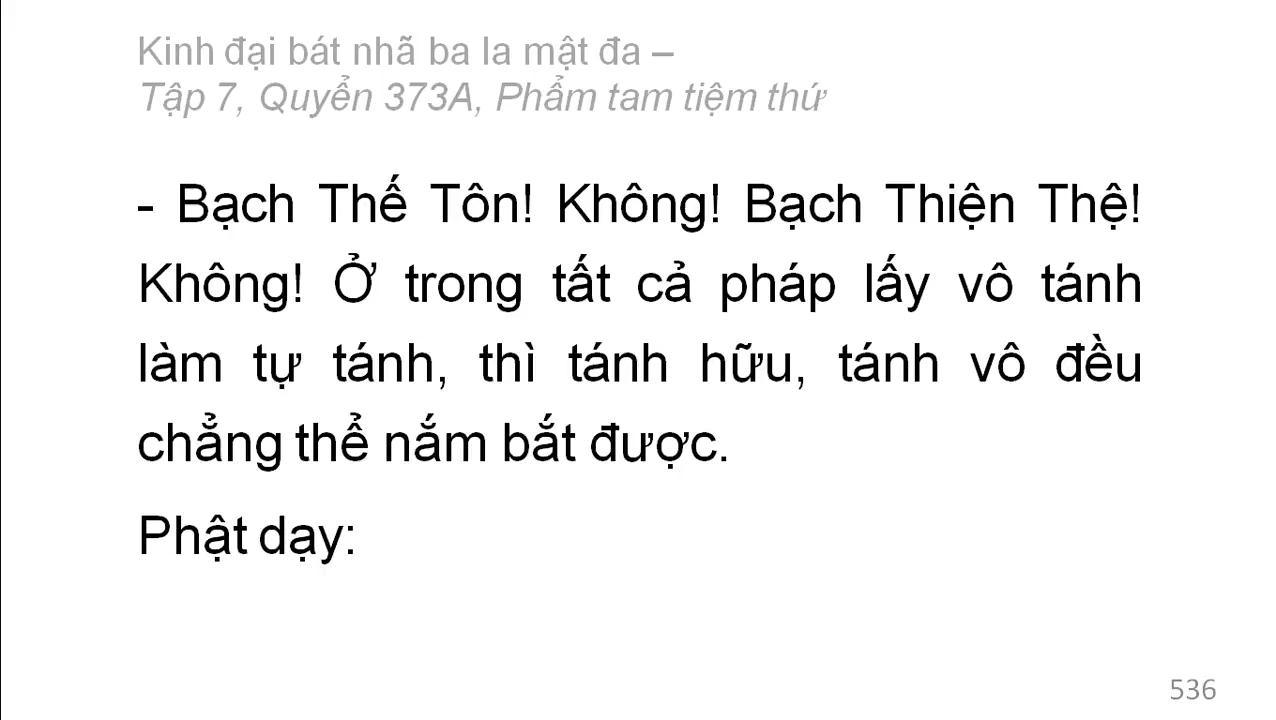 Kinh đại bát nhã ba la mật đa –
Tập 7, Quyển 373A, Phẩm tam tiệm thứ
- Bạch Thế Tôn! Không! Bạch Thiện Thệ!
Không! Ở trong tất cả pháp lấy vô tánh
làm tự tánh, thì tánh hữu, tánh vô đều
chẳng thể nắm bắt được.
Phật dạy:
536